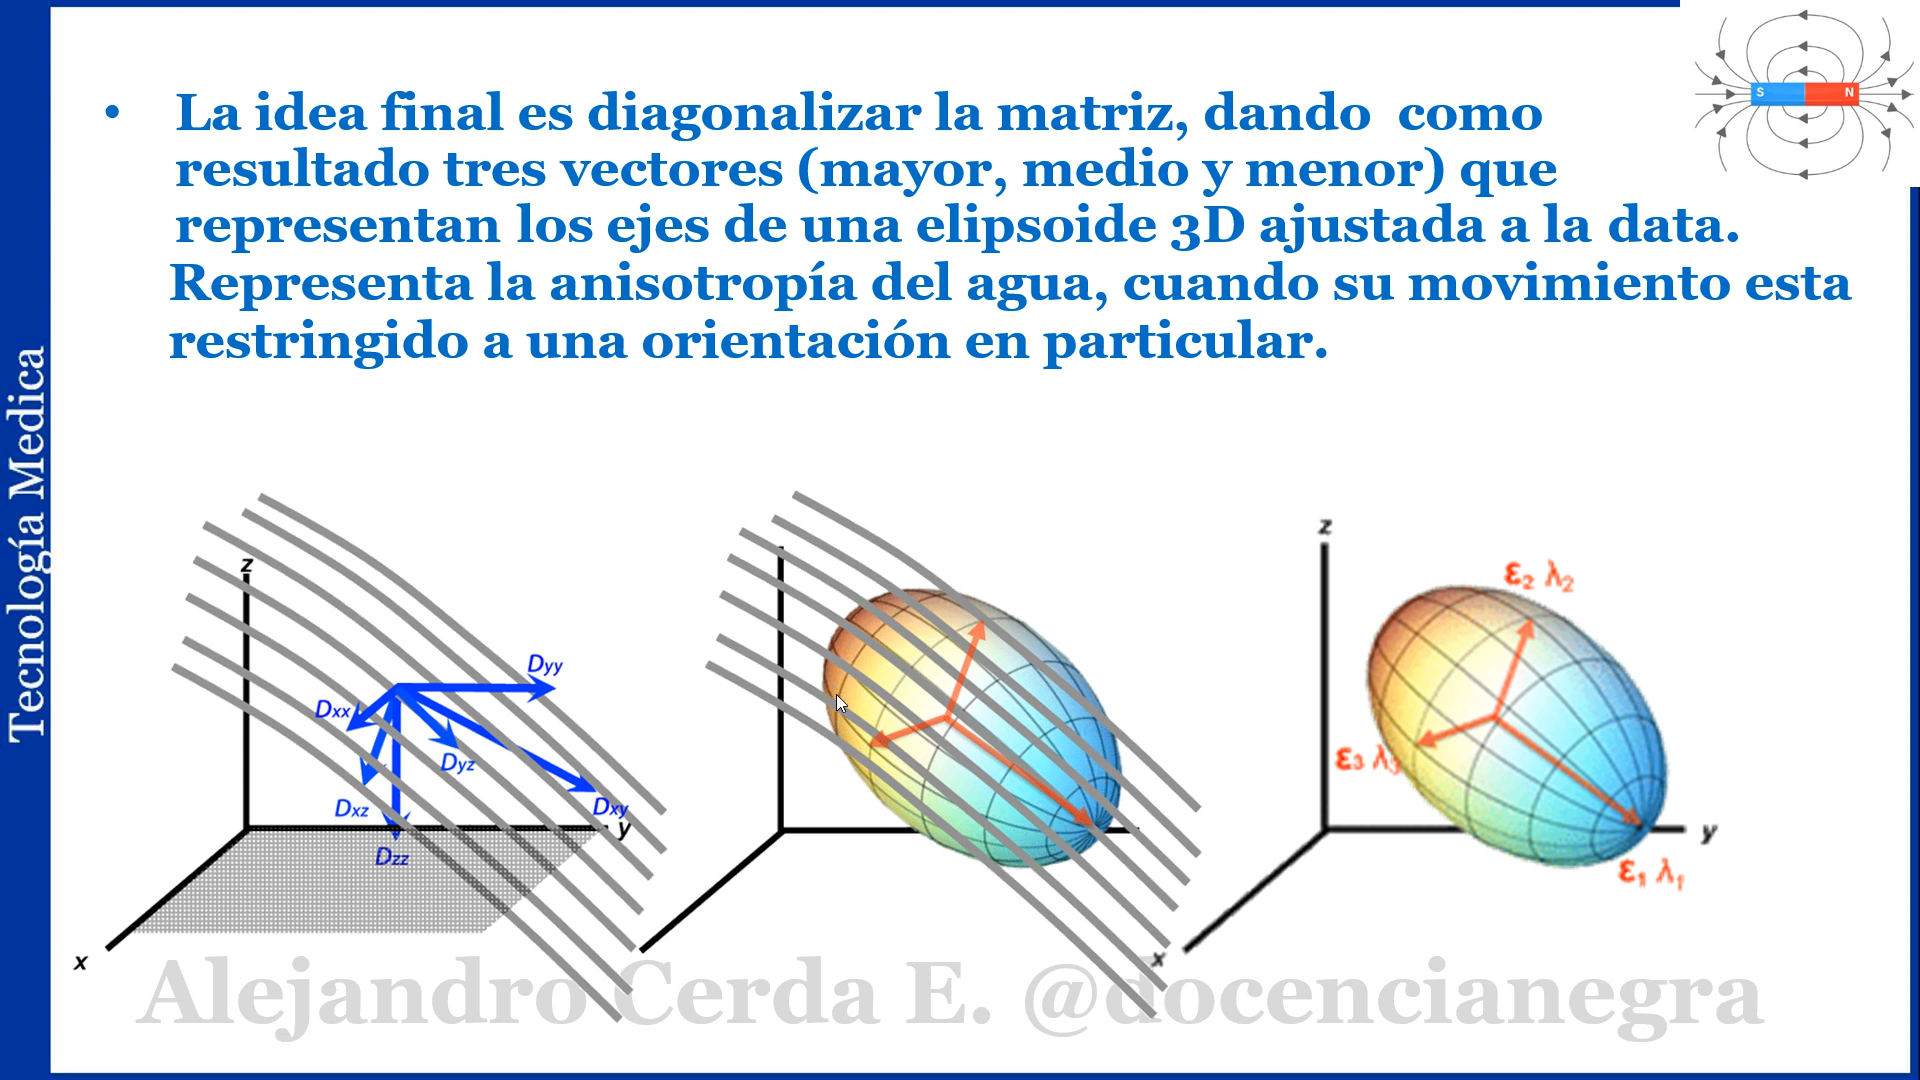 S N
• La idea final es diagonalizar la matriz, dando como
resultado tres vectores (mayor, medio y menor) que
representan los ejes de una elipsoide 3D ajustada a la data.
Representa la anisotropía del agua, cuando su movimiento esta
restringido a una orientación en particular.
Tecnología Medica
z
Dyy
Dxx
Dyz
Dxz
Dxy
y
Dzz
x
z
ε2 λ2
ε3 λ3
y
ε1 λ1
x
Alejandro Cerda E. @docencianegra